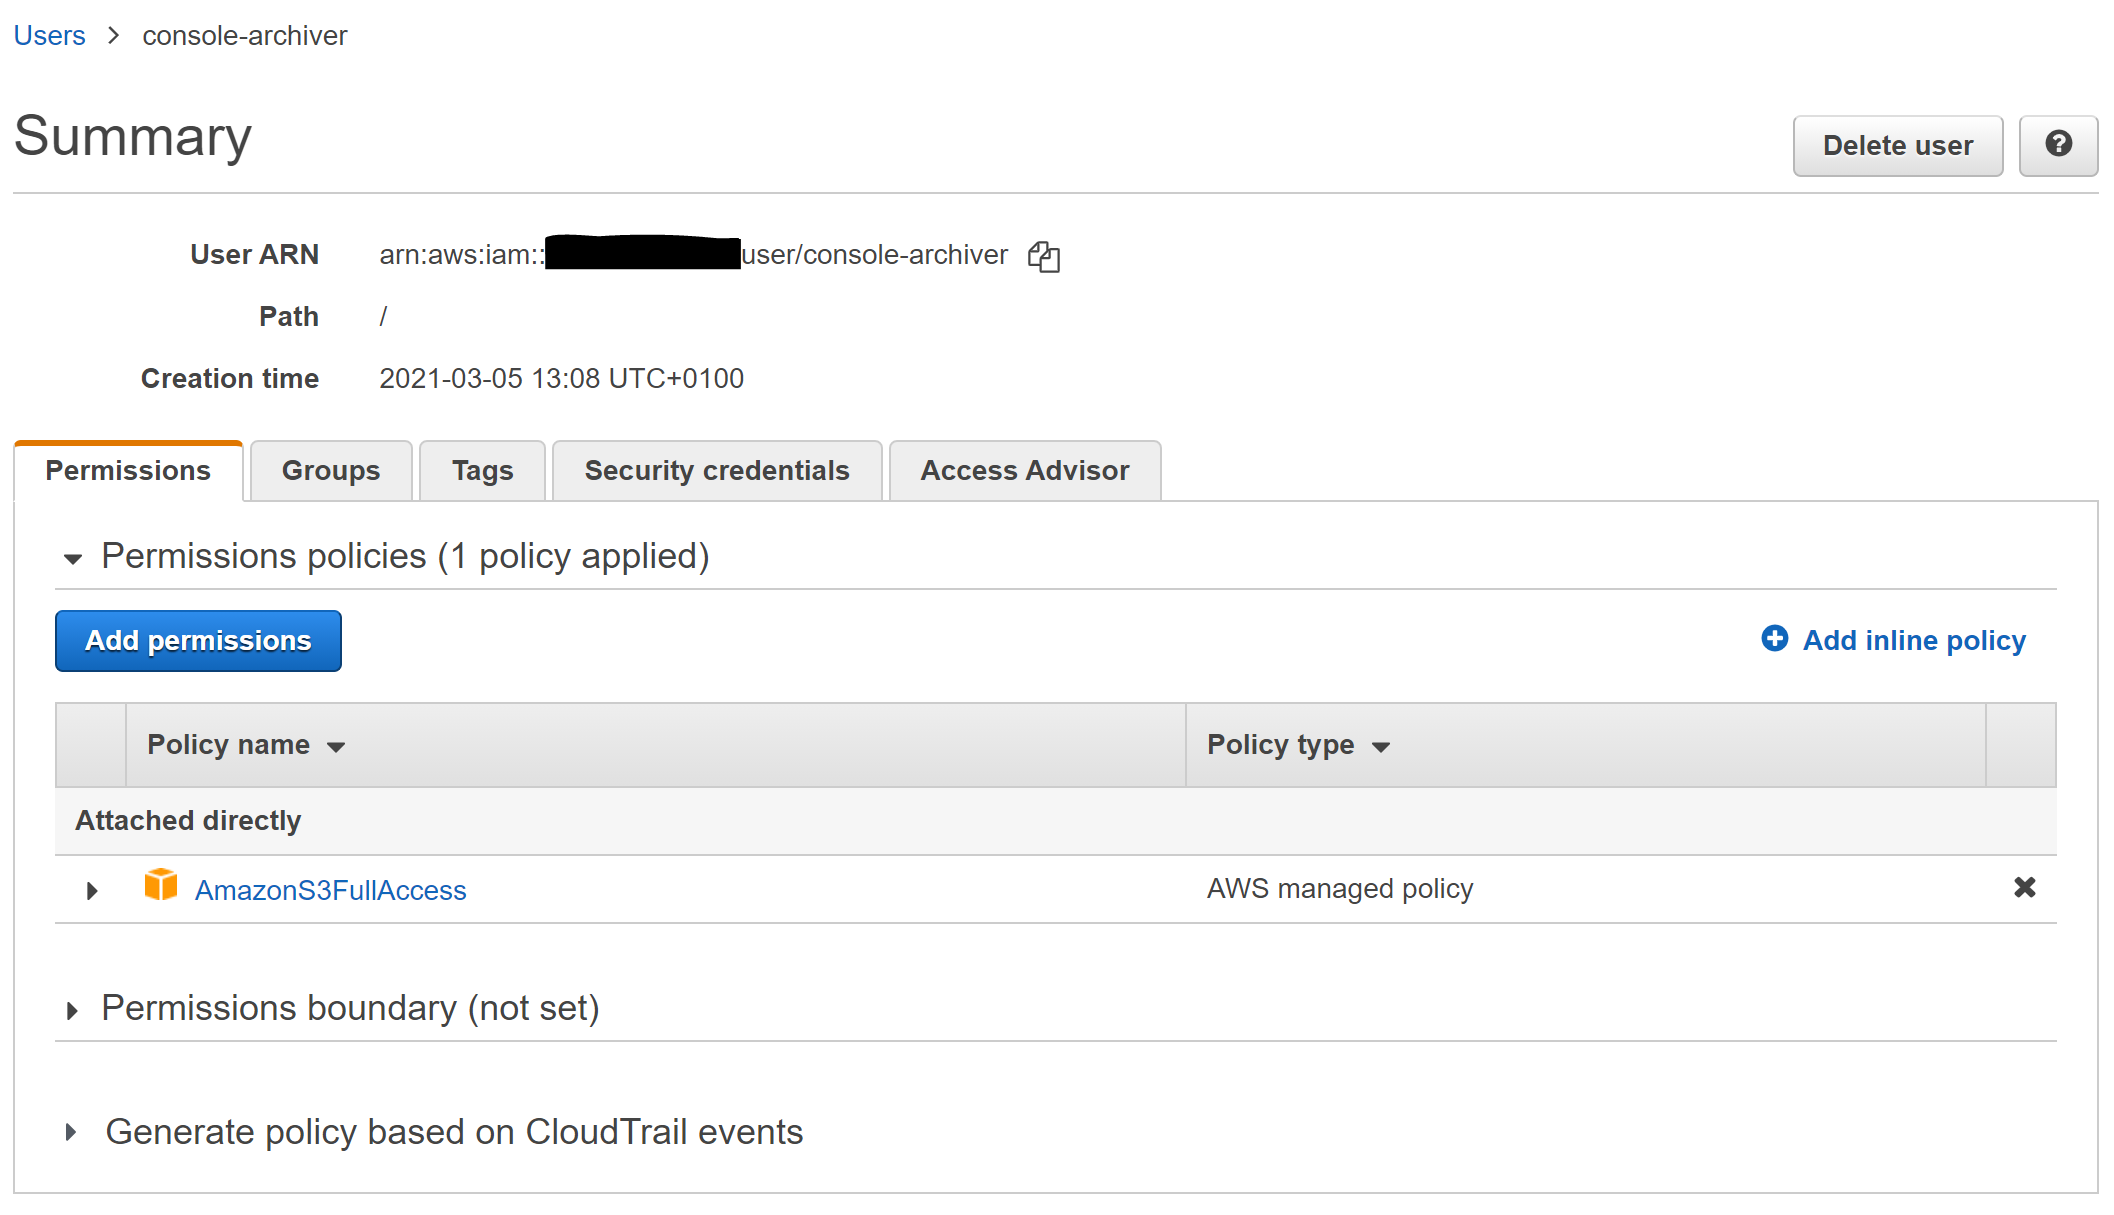 Users > console-archiver
Summary
Delete user
User ARN arn:aws:iam:: user/console-archiver
Path /
Creation time 2021-03-05 13:08 UTC+0100
Permissions Groups Tags Security credentials Access Advisor
Permissions policies (1 policy applied)
Add permissions Add inline policy
Policy name Policy type
Attached directly
AmazonS3FullAccess AWS managed policy
Permissions boundary (not set)
Generate policy based on CloudTrail events